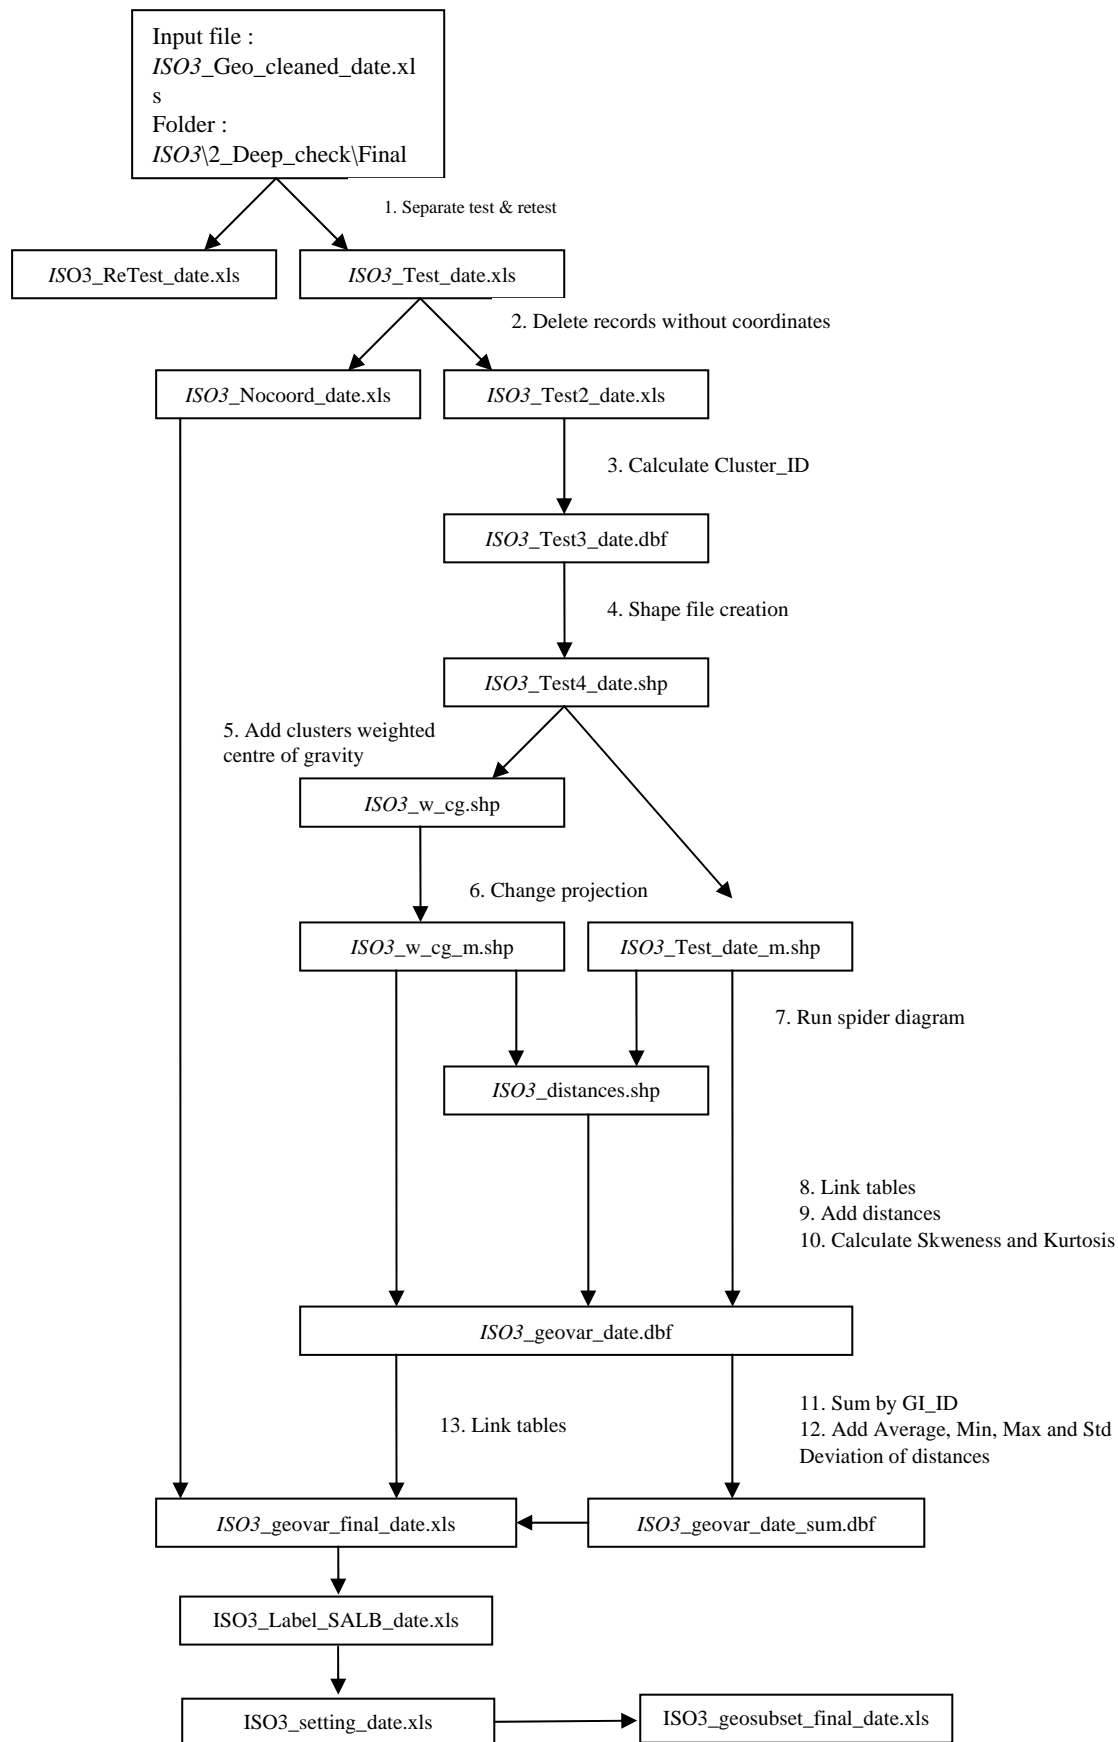 Input file :
ISO3_Geo_cleaned_date.xl
s
Folder :
ISO3\2_Deep_check\Final
1. Separate test & retest
ISO3_ReTest_date.xls
ISO3_Test_date.xls
2. Delete records without coordinates
ISO3_Nocoord_date.xls
ISO3_Test2_date.xls
3. Calculate Cluster_ID
ISO3_Test3_date.dbf
4. Shape file creation
ISO3_Test4_date.shp
5. Add clusters weighted
centre of gravity
ISO3_w_cg.shp
6. Change projection
ISO3_w_cg_m.shp
ISO3_Test_date_m.shp
7. Run spider diagram
ISO3_distances.shp
8. Link tables
9. Add distances
10. Calculate Skweness and Kurtosis
ISO3_geovar_date.dbf
11. Sum by GI_ID
12. Add Average, Min, Max and Std
Deviation of distances
13. Link tables
ISO3_geovar_final_date.xls
ISO3_geovar_date_sum.dbf
ISO3_Label_SALB_date.xls
ISO3_setting_date.xls
ISO3_geosubset_final_date.xls